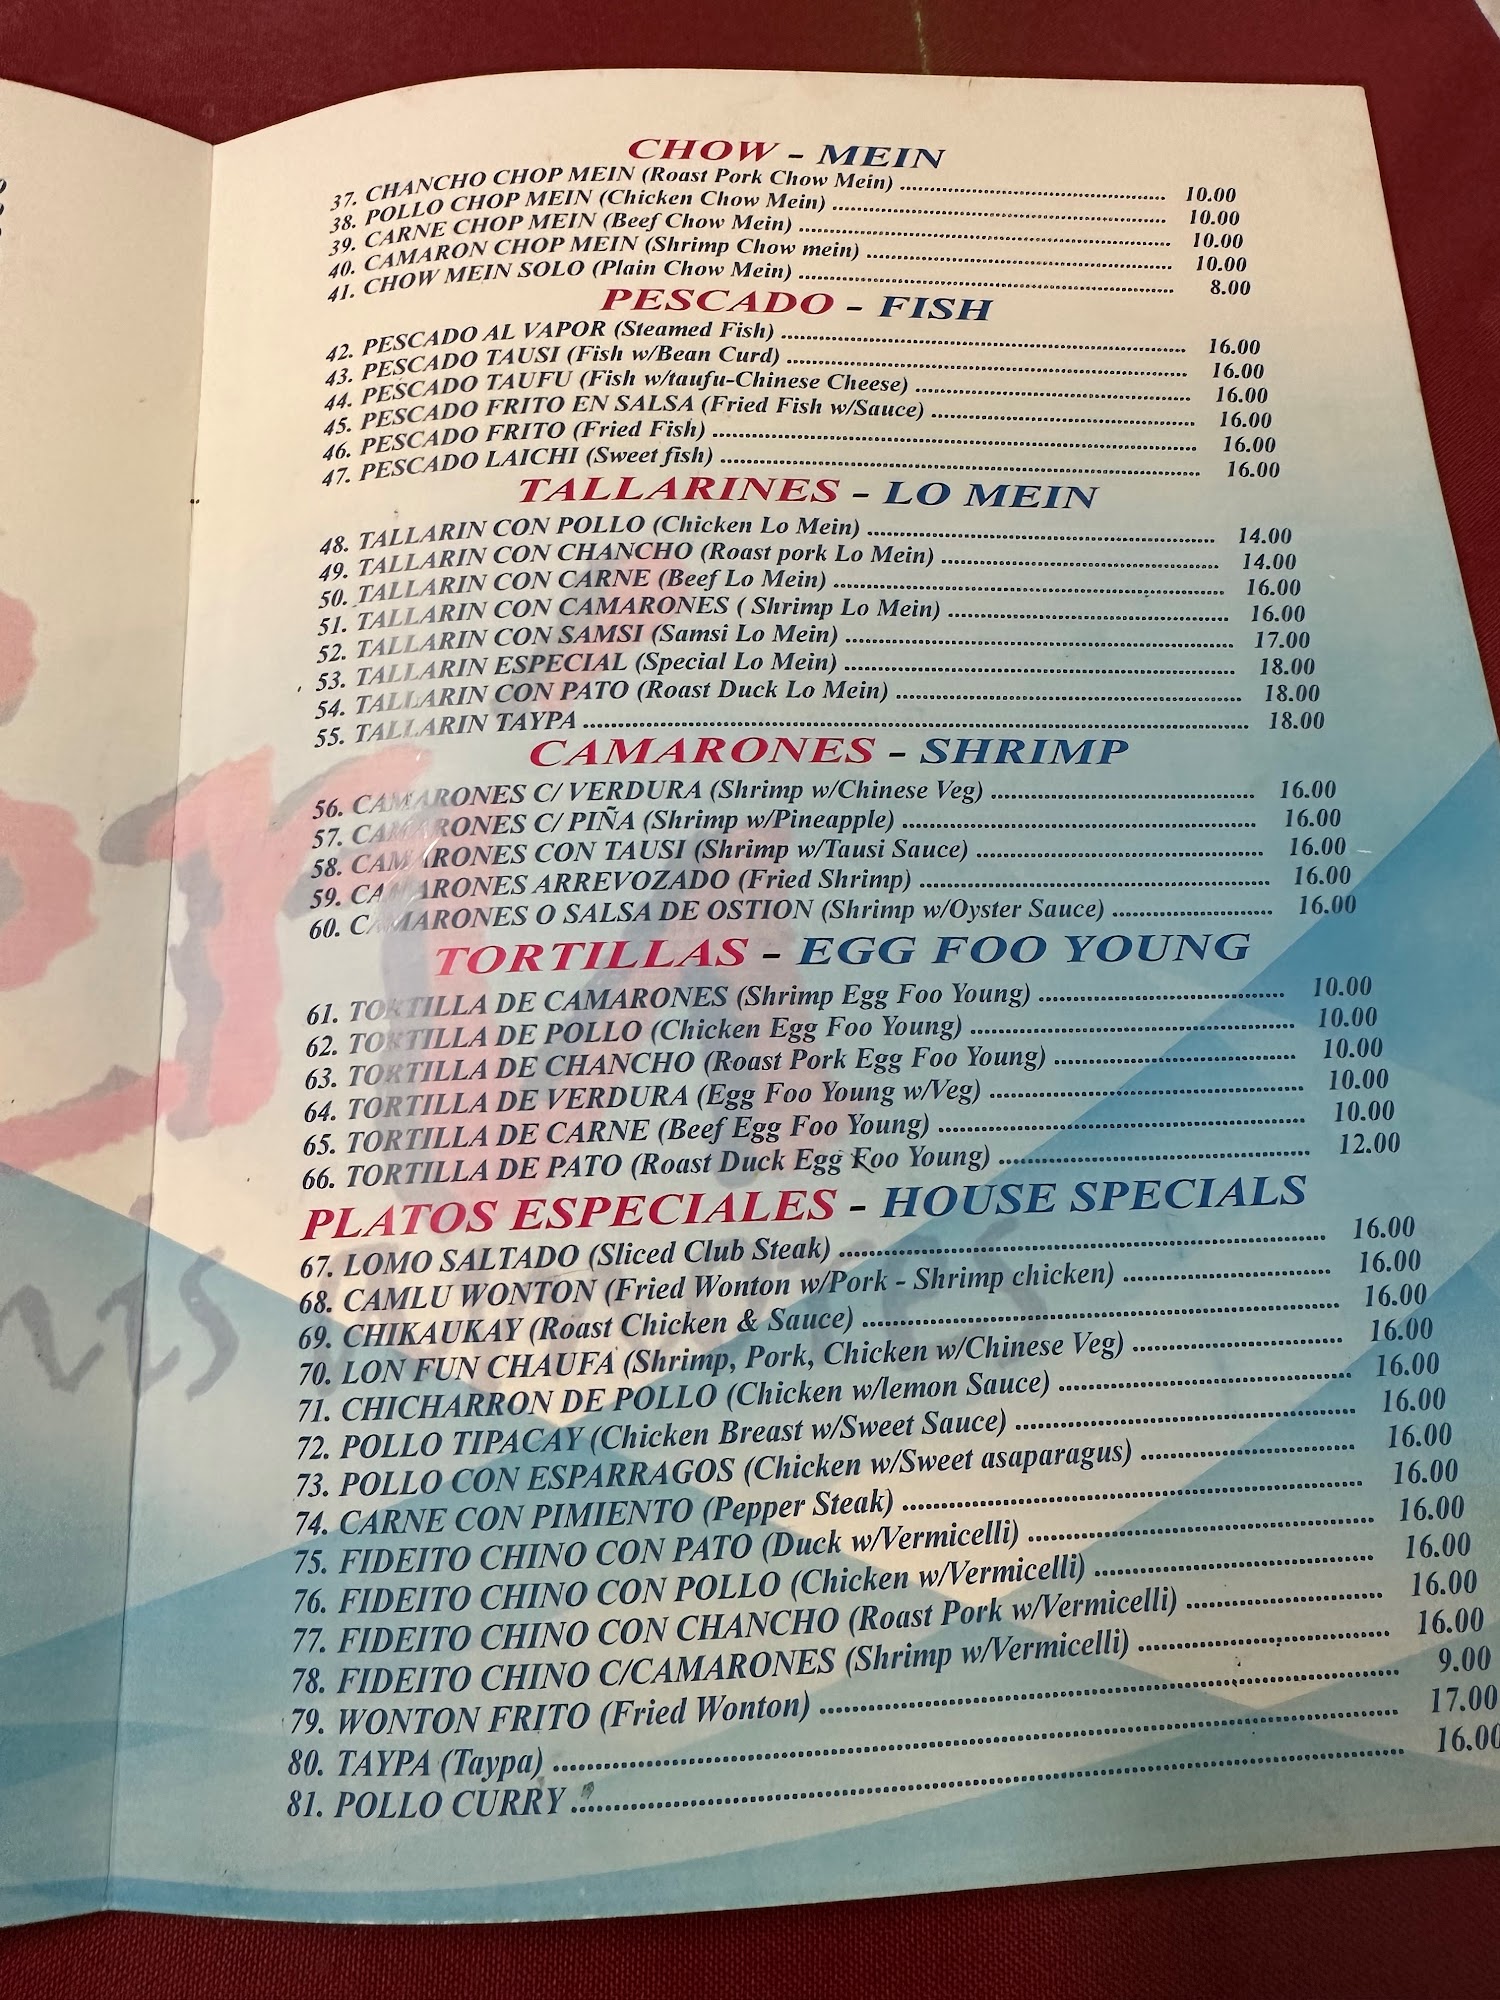 CHOW - MEIN
37. CHANCHO CHOP MEIN (Roast Pork Chow Mein) 10.00
38. POLLO CHOP MEIN (Chicken Chow Mein) 10.00
39. CARNE CHOP MEIN (Beef Chow Mein) 10.00
40. CAMARON CHOP MEIN (Shrimp Chow mein) 10.00
41. CHOW MEIN SOLO (Plain Chow Mein) 8.00
PESCADO - FISH
42. PESCADO AL VAPOR (Steamed Fish) 16.00
43. PESCADO TAUSI (Fish w/Bean Curd) 16.00
44. PESCADO TAUFU (Fish w/taufu-Chinese Cheese) 16.00
45. PESCADO FRITO EN SALSA (Fried Fish w/Sauce) 16.00
46. PESCADO FRITO (Fried Fish) 16.00
47. PESCADO LAICHI (Sweet fish) 16.00
TALLARINES - LO MEIN
48. TALLARIN CON POLLO (Chicken Lo Mein) 14.00
49. TALLARIN CON CHANCHO (Roast pork Lo Mein) 14.00
50. TALLARIN CON CARNE (Beef Lo Mein) 16.00
51. TALLARIN CON CAMARONES ( Shrimp Lo Mein) 16.00
52. TALLARIN CON SAMSI (Samsi Lo Mein) 17.00
53. TALLARIN ESPECIAL (Special Lo Mein) 18.00
54. TALLARIN CON PATO (Roast Duck Lo Mein) 18.00
55. TALLARIN TAYPA 18.00
CAMARONES - SHRIMP
56. CAMARONES C/ VERDURA (Shrimp w/Chinese Veg) 16.00
57. CAMARONES C/ PIÑA (Shrimp w/Pineapple) 16.00
58. CAMARONES CON TAUSI (Shrimp w/Tausi Sauce) 16.00
59. CAMARONES ARREVOZADO (Fried Shrimp) 16.00
60. CAMARONES O SALSA DE OSTION (Shrimp w/Oyster Sauce) 16.00
TORTILLAS - EGG FOO YOUNG
61. TORTILLA DE CAMARONES (Shrimp Egg Foo Young) 10.00
62. TORTILLA DE POLLO (Chicken Egg Foo Young) 10.00
63. TORTILLA DE CHANCHO (Roast Pork Egg Foo Young) 10.00
64. TORTILLA DE VERDURA (Egg Foo Young w/Veg) 10.00
65. TORTILLA DE CARNE (Beef Egg Foo Young) 10.00
66. TORTILLA DE PATO (Roast Duck Egg Foo Young) 12.00
PLATOS ESPECIALES - HOUSE SPECIALS
67. LOMO SALTADO (Sliced Club Steak) 16.00
68. CAMLU WONTON (Fried Wonton w/Pork - Shrimp chicken) 16.00
69. CHIKAUKAY (Roast Chicken & Sauce) 16.00
70. LON FUN CHAUFA (Shrimp, Pork, Chicken w/Chinese Veg) 16.00
71. CHICHARRON DE POLLO (Chicken w/lemon Sauce) 16.00
72. POLLO TIPACAY (Chicken Breast w/Sweet Sauce) 16.00
73. POLLO CON ESPARRAGOS (Chicken w/Sweet asaparagus) 16.00
74. CARNE CON PIMIENTO (Pepper Steak) 16.00
75. FIDEITO CHINO CON PATO (Duck w/Vermicelli) 16.00
76. FIDEITO CHINO CON POLLO (Chicken w/Vermicelli) 16.00
77. FIDEITO CHINO CON CHANCHO (Roast Pork w/Vermicelli) 16.00
78. FIDEITO CHINO C/CAMARONES (Shrimp w/Vermicelli) 16.00
79. WONTON FRITO (Fried Wonton) 9.00
80. TAYPA (Taypa) 17.00
81. POLLO CURRY 16.00